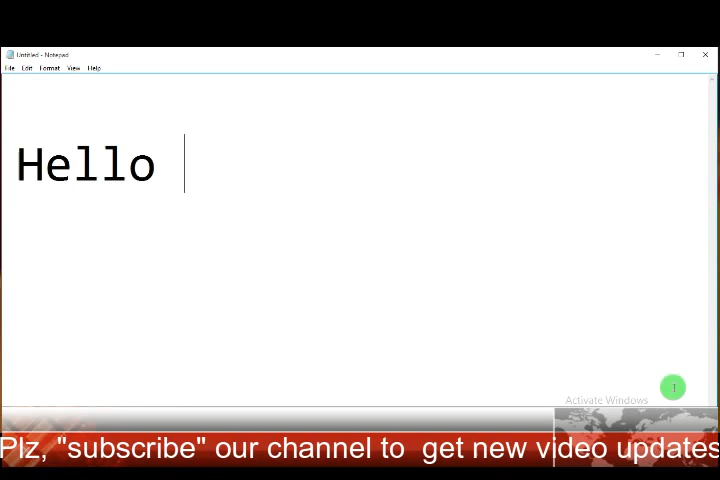 Untitled - Notepad
File Edit Format View Help
Hello
Activate Windows
Plz, "subscribe" our channel to get new video updates